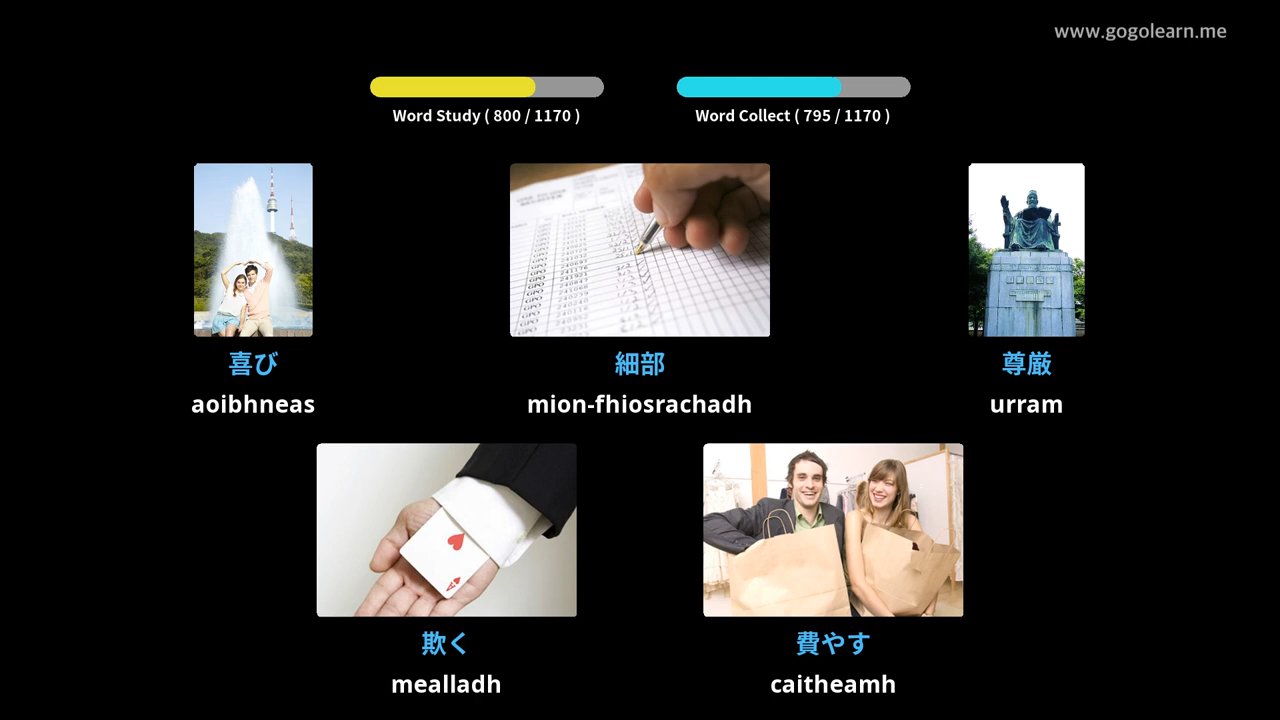 www.gogolearn.me
Word Study ( 800 / 1170 )
Word Collect ( 795 / 1170 )
喜び
aoibhneas
細部
mion-fhiosrachadh
尊厳
urram
欺く
mealladh
費やす
caitheamh